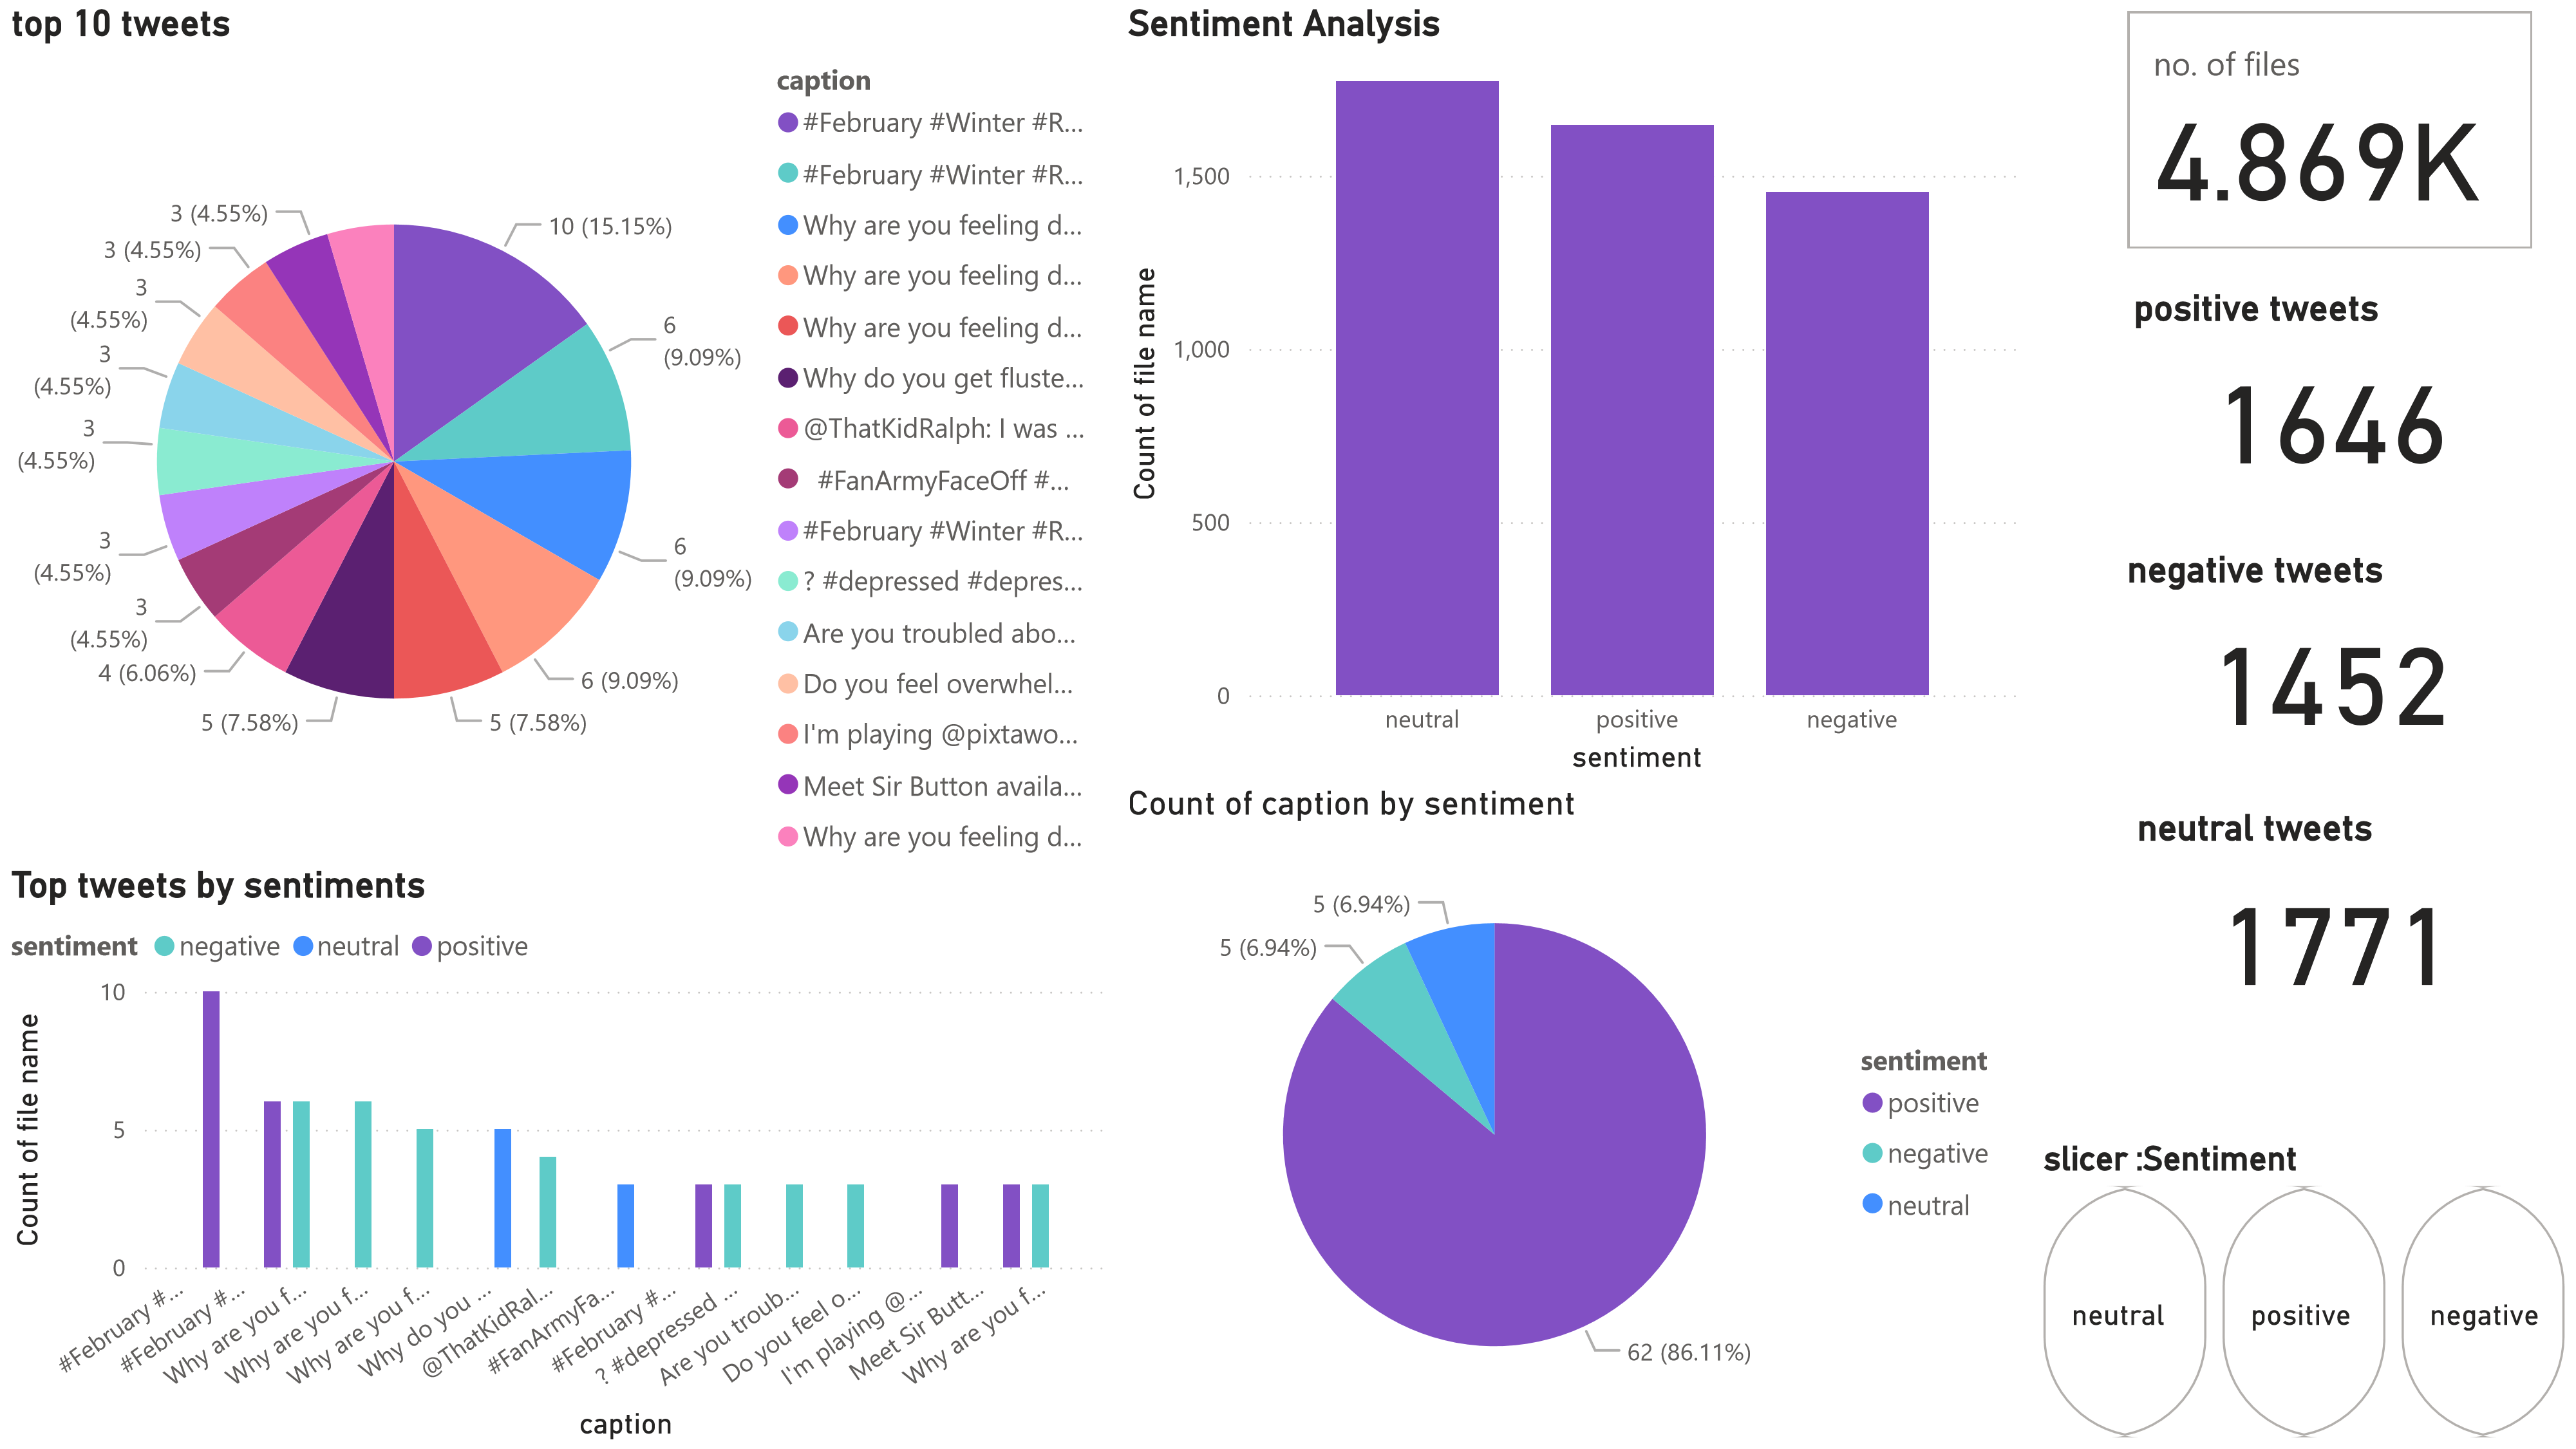 top 10 tweets
caption
#February #Winter #R...
#February #Winter #R...
Why are you feeling d...
Why are you feeling d...
Why are you feeling d...
Why do you get fluste...
@ThatKidRalph: I was ...
#FanArmyFaceOff #...
#February #Winter #R...
? #depressed #depres...
Are you troubled abo...
Do you feel overwhel...
I'm playing @pixtawo...
Meet Sir Button availa...
Why are you feeling d...
10 (15.15%)
6
(9.09%)
6
(9.09%)
6 (9.09%)
5 (7.58%)
5 (7.58%)
4 (6.06%)
3
(4.55%)
3
(4.55%)
3
(4.55%)
3
(4.55%)
3
(4.55%)
3 (4.55%)
3 (4.55%)
Sentiment Analysis
Count of file name
1,500
1,000
500
0
neutral
positive
negative
sentiment
no. of files
4.869K
positive tweets
1646
negative tweets
1452
neutral tweets
1771
Top tweets by sentiments
sentiment negative neutral positive
Count of file name
10
5
0
#February #...
#February #...
Why are you f...
Why are you f...
Why are you f...
Why do you ...
@ThatKidRal...
#FanArmyFa...
#February #...
? #depressed ...
Are you troub...
Do you feel o...
I'm playing @...
Meet Sir Butt...
Why are you f...
caption
Count of caption by sentiment
5 (6.94%)
5 (6.94%)
62 (86.11%)
sentiment
positive
negative
neutral
slicer :Sentiment
neutral
positive
negative